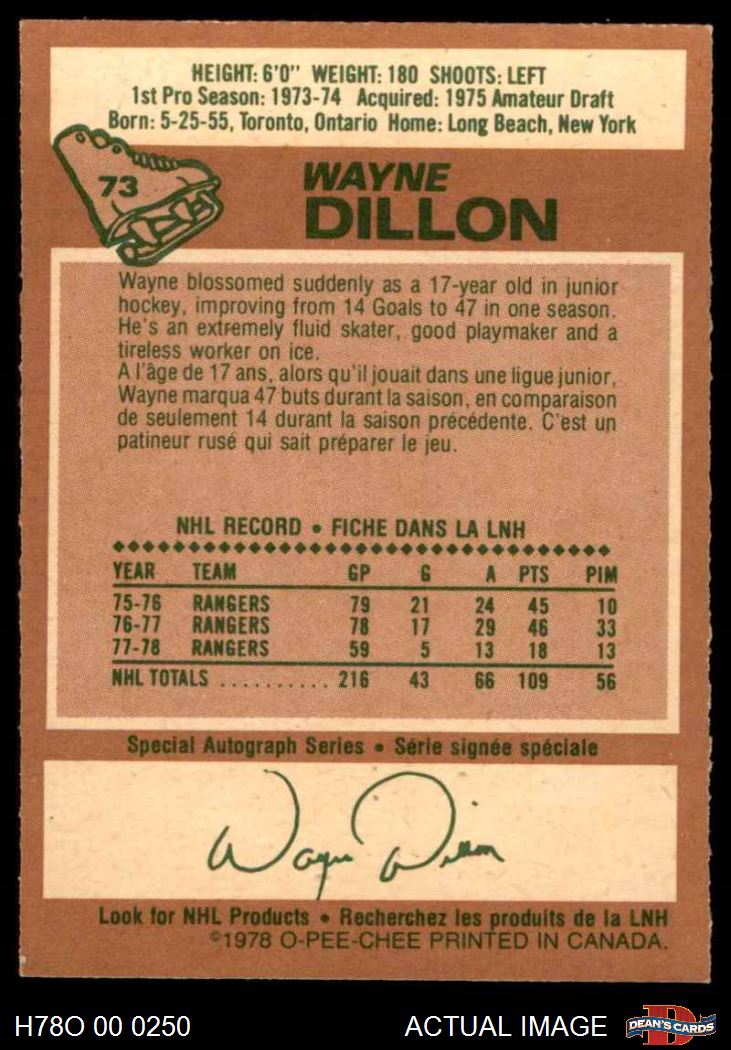 HEIGHT: 6'0" WEIGHT: 180 SHOOTS: LEFT
1st Pro Season: 1973-74 Acquired: 1975 Amateur Draft
Born: 5-25-55, Toronto, Ontario Home: Long Beach, New York
73
WAYNE
DILLON
Wayne blossomed suddenly as a 17-year old in junior
hockey, improving from 14 Goals to 47 in one season.
He's an extremely fluid skater, good playmaker and a
tireless worker on ice.
A l'âge de 17 ans, alors qu'il jouait dans une ligue junior,
Wayne marqua 47 buts durant la saison, en comparaison
de seulement 14 durant la saison précédente. C'est un
patineur rusé qui sait préparer le jeu.
NHL RECORD • FICHE DANS LA LNH
YEAR TEAM GP G A PTS PIM
75-76 RANGERS 79 21 24 45 10
76-77 RANGERS 78 17 29 46 33
77-78 RANGERS 59 5 13 18 13
NHL TOTALS .......... 216 43 66 109 56
Special Autograph Series • Série signée spéciale
Wayne Dillon
Look for NHL Products • Recherchez les produits de la LNH
©1978 O-PEE-CHEE PRINTED IN CANADA.
H78O 00 0250 ACTUAL IMAGE D DEAN'S CARDS